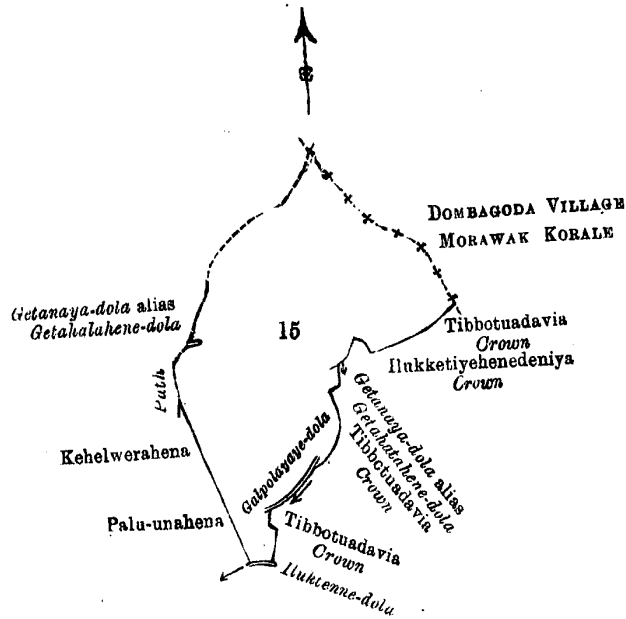 DOMBAGODA VILLAGE
MORAWAK KORALE
Getanaya-dola alias
Getahalahene-dola
15
Tibbotuadavia
Crown
Ilukketiyehenedeniya
Crown
Path
Getanaya-dola alias
Getahalahene-dola
Tibbotuadavia
Crown
Kehelwerahena
Galpolayaye-dola
Palu-unahena
Tibbotuadavia
Crown
Iluktenne-dola